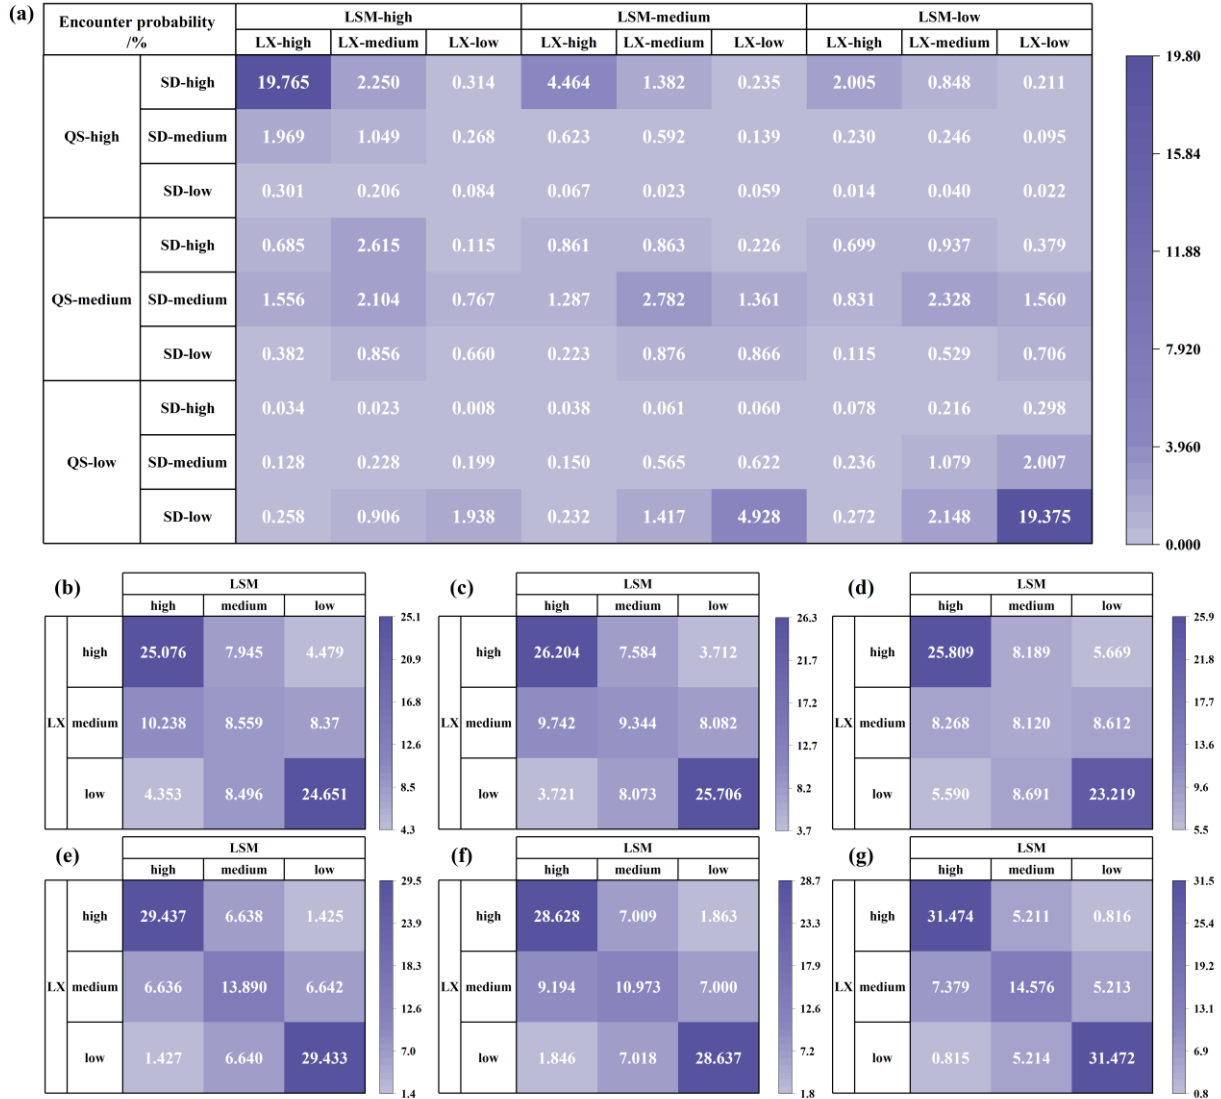 (a)
Encounter probability /%
LSM-high LSM-medium LSM-low
LX-high LX-medium LX-low LX-high LX-medium LX-low LX-high LX-medium LX-low
QS-high
SD-high 19.765 2.250 0.314 4.464 1.382 0.235 2.005 0.848 0.211
SD-medium 1.969 1.049 0.268 0.623 0.592 0.139 0.230 0.246 0.095
SD-low 0.301 0.206 0.084 0.067 0.023 0.059 0.014 0.040 0.022
QS-medium
SD-high 0.685 2.615 0.115 0.861 0.863 0.226 0.699 0.937 0.379
SD-medium 1.556 2.104 0.767 1.287 2.782 1.361 0.831 2.328 1.560
SD-low 0.382 0.856 0.660 0.223 0.876 0.866 0.115 0.529 0.706
QS-low
SD-high 0.034 0.023 0.008 0.038 0.061 0.060 0.078 0.216 0.298
SD-medium 0.128 0.228 0.199 0.150 0.565 0.622 0.236 1.079 2.007
SD-low 0.258 0.906 1.938 0.232 1.417 4.928 0.272 2.148 19.375
19.80
15.84
11.88
7.920
3.960
0.000
(b)
LSM
high medium low
LX
high 25.076 7.945 4.479
medium 10.238 8.559 8.37
low 4.353 8.496 24.651
25.1
20.9
16.8
12.6
8.5
4.3
(c)
LSM
high medium low
LX
high 26.204 7.584 3.712
medium 9.742 9.344 8.082
low 3.721 8.073 25.706
26.3
21.7
17.2
12.7
8.2
3.7
(d)
LSM
high medium low
LX
high 25.809 8.189 5.669
medium 8.268 8.120 8.612
low 5.590 8.691 23.219
25.9
21.8
17.8
13.7
9.6
5.5
(e)
LSM
high medium low
LX
high 29.437 6.638 1.425
medium 6.636 13.890 6.642
low 1.427 6.640 29.433
29.5
23.9
18.3
12.6
7.0
1.4
(f)
LSM
high medium low
LX
high 28.628 7.009 1.863
medium 9.194 10.973 7.000
low 1.846 7.018 28.637
28.7
23.3
17.9
12.6
7.2
1.8
(g)
LSM
high medium low
LX
high 31.474 5.211 0.816
medium 7.379 14.576 5.213
low 0.815 5.214 31.472
31.5
25.4
19.2
13.1
6.9
0.8